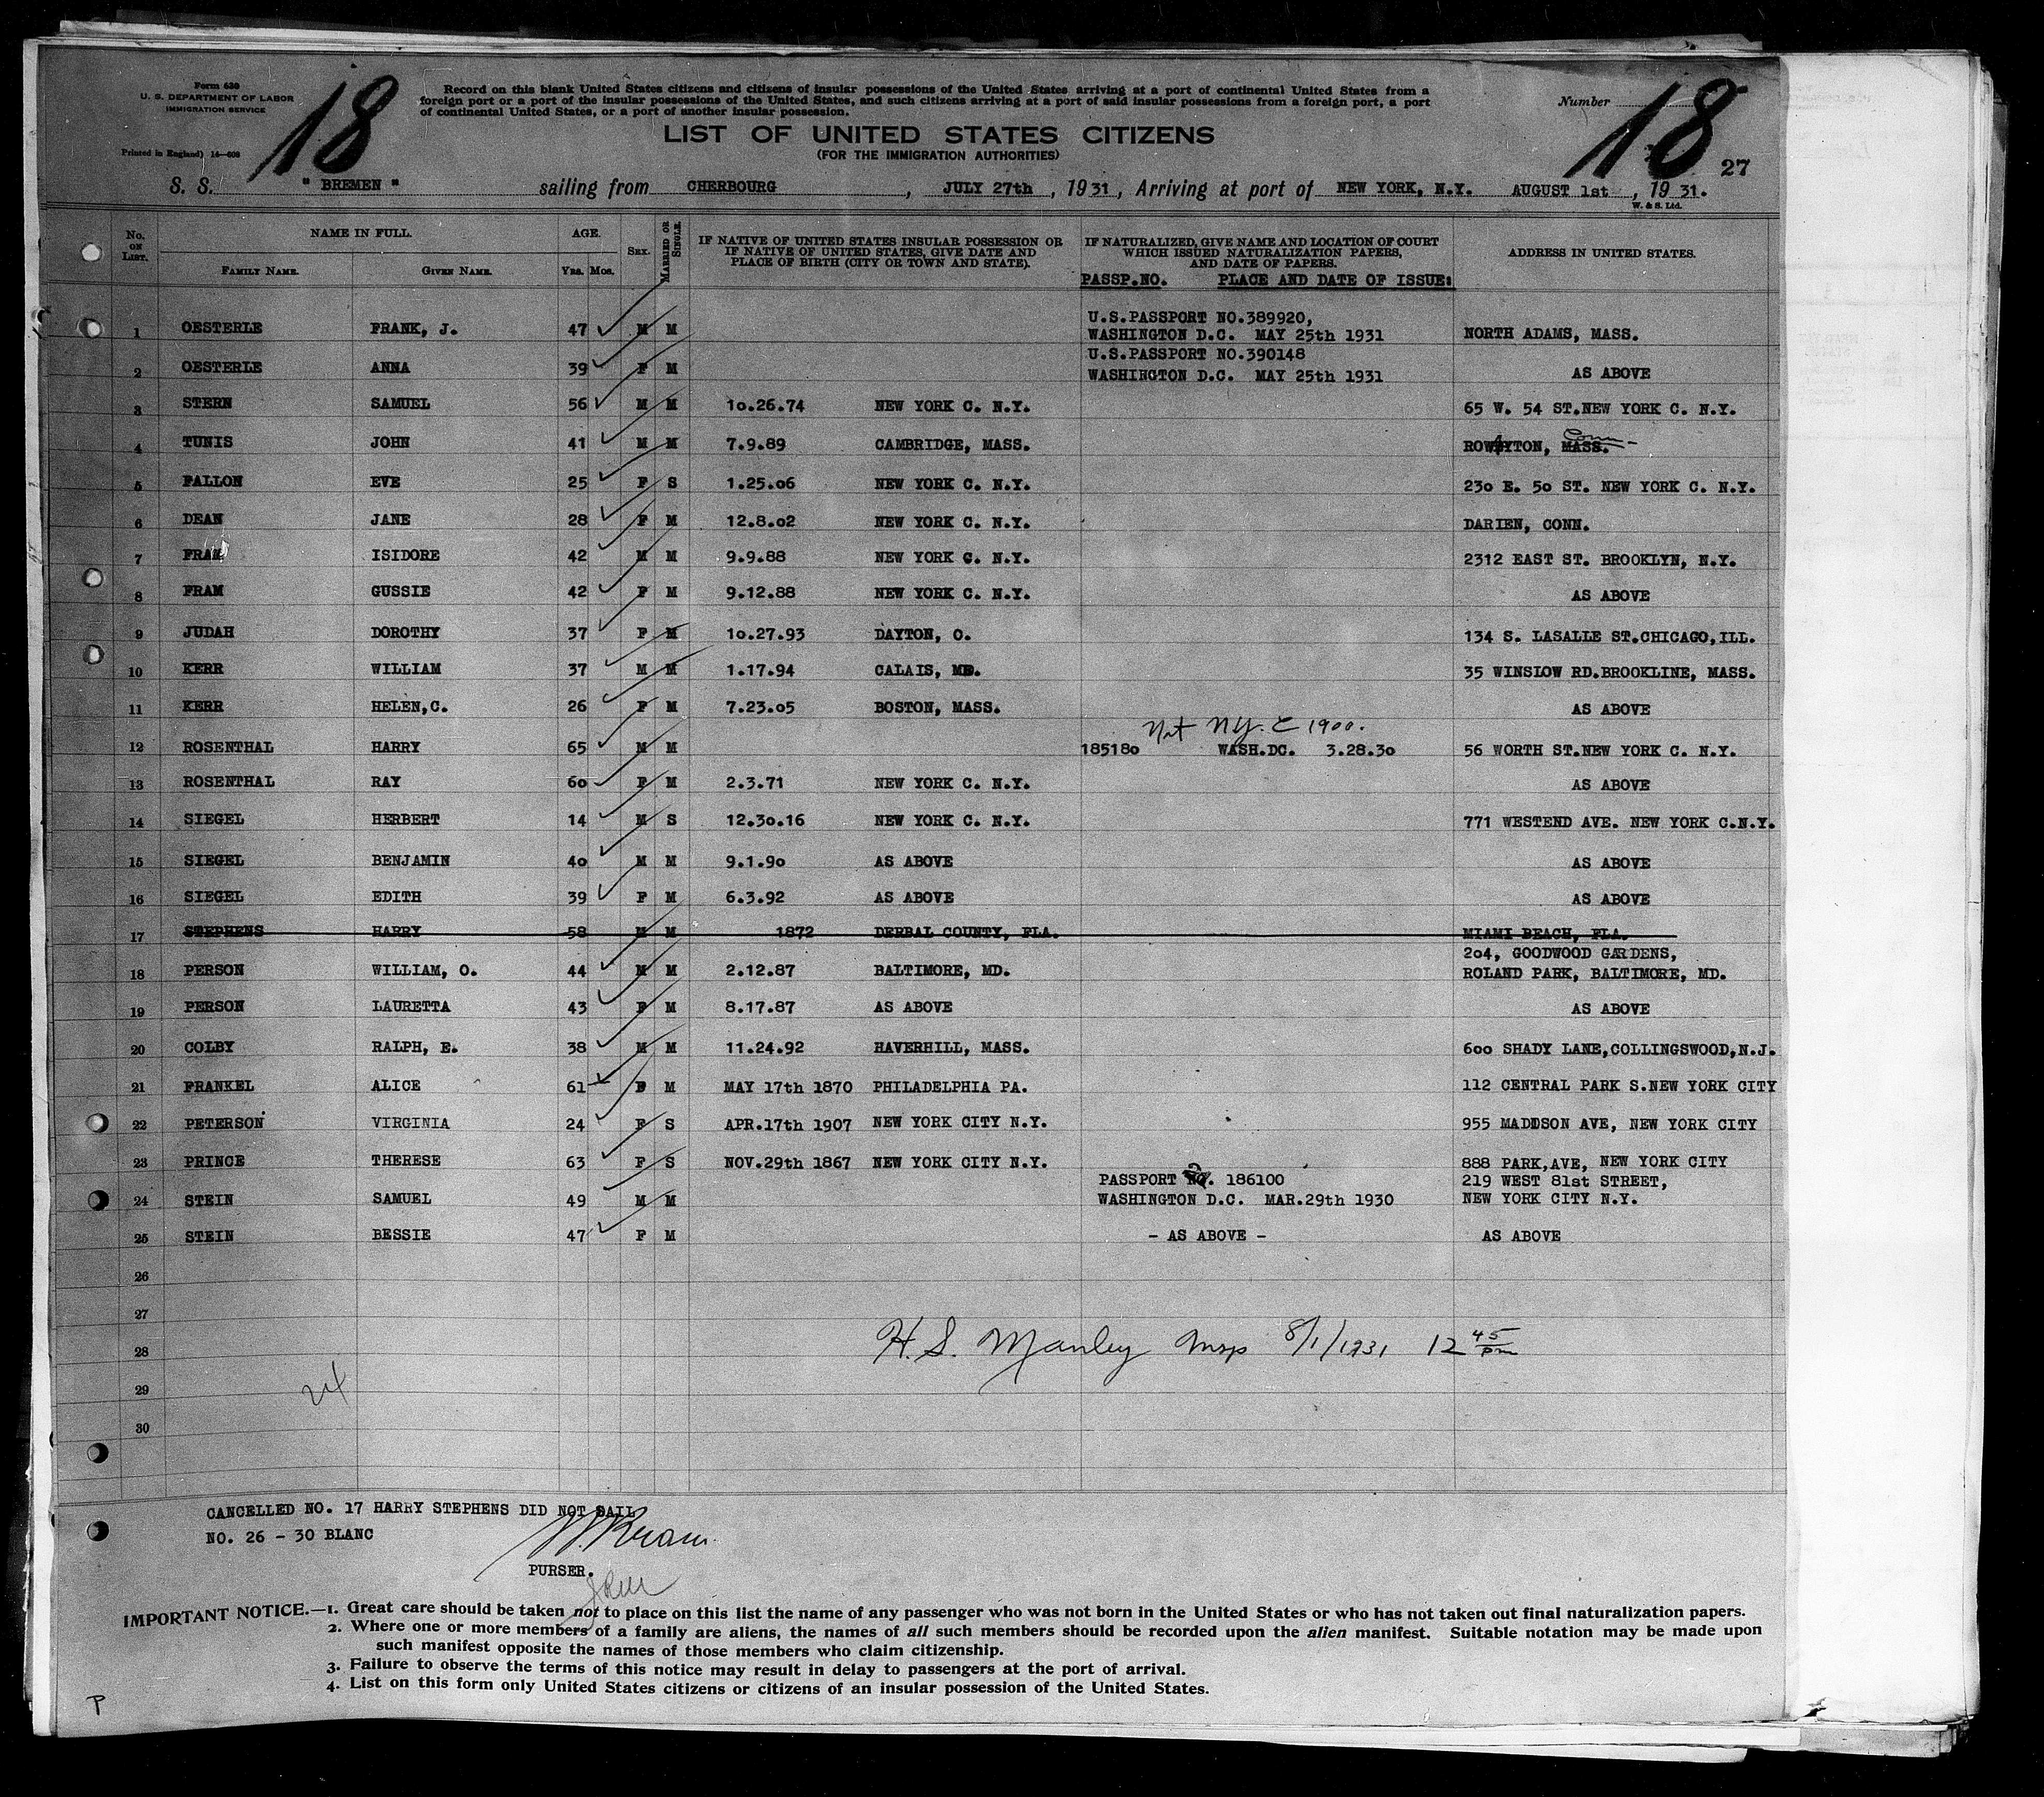 Form 630
U. S. DEPARTMENT OF LABOR
IMMIGRATION SERVICE
Printed in England) 14—608
18
Record on this blank United States citizens and citizens of insular possessions of the United States arriving at a port of continental United States from a
foreign port or a port of the insular possessions of the United States, and such citizens arriving at a port of said insular possessions from a foreign port, a port
of continental United States, or a port of another insular possession.
LIST OF UNITED STATES CITIZENS
(FOR THE IMMIGRATION AUTHORITIES)
Number
18
27
S. S. " BREMEN " sailing from CHERBOURG, JULY 27th, 1931, Arriving at port of NEW YORK, N.Y. AUGUST 1st, 1931.
W. & S. Ltd.
No. ON LIST. NAME IN FULL. FAMILY NAME. GIVEN NAME. AGE. YRS. MOS. SEX. MARRIED OR SINGLE.
IF NATIVE OF UNITED STATES INSULAR POSSESSION OR
IF NATIVE OF UNITED STATES, GIVE DATE AND
PLACE OF BIRTH (CITY OR TOWN AND STATE).
IF NATURALIZED, GIVE NAME AND LOCATION OF COURT
WHICH ISSUED NATURALIZATION PAPERS,
AND DATE OF PAPERS.
PASSP.NO. PLACE AND DATE OF ISSUE:
ADDRESS IN UNITED STATES.
U.S.PASSPORT NO.389920,
1 OESTERLE FRANK, J. 47 M M WASHINGTON D.C. MAY 25th 1931 NORTH ADAMS, MASS.
U.S.PASSPORT NO.390148
2 OESTERLE ANNA 39 F M WASHINGTON D.C. MAY 25th 1931 AS ABOVE
3 STERN SAMUEL 56 M M 10.26.74 NEW YORK C. N.Y. 65 W. 54 ST.NEW YORK C. N.Y.
4 TUNIS JOHN 41 M M 7.9.89 CAMBRIDGE, MASS. ROWAYTON, MASS. Conn-
5 FALLON EVE 25 F S 1.25.06 NEW YORK C. N.Y. 230 E. 50 ST. NEW YORK C. N.Y.
6 DEAN JANE 28 F M 12.8.02 NEW YORK C. N.Y. DARIEN, CONN.
7 FRAM ISIDORE 42 M M 9.9.88 NEW YORK C. N.Y. 2312 EAST ST. BROOKLYN, N.Y.
8 FRAM GUSSIE 42 F M 9.12.88 NEW YORK C. N.Y. AS ABOVE
9 JUDAH DOROTHY 37 F M 10.27.93 DAYTON, O. 134 S. LASALLE ST.CHICAGO,ILL.
10 KERR WILLIAM 37 M M 1.17.94 CALAIS, ME. 35 WINSLOW RD.BROOKLINE, MASS.
11 KERR HELEN,C. 26 F M 7.23.05 BOSTON, MASS. AS ABOVE
Nat NY. C 1900.
12 ROSENTHAL HARRY 65 M M 185180 WASH.DC. 3.28.30 56 WORTH ST.NEW YORK C. N.Y.
13 ROSENTHAL RAY 60 F M 2.3.71 NEW YORK C. N.Y. AS ABOVE
14 SIEGEL HERBERT 14 M S 12.30.16 NEW YORK C. N.Y. 771 WESTEND AVE. NEW YORK C.N.Y.
15 SIEGEL BENJAMIN 40 M M 9.1.90 AS ABOVE AS ABOVE
16 SIEGEL EDITH 39 F M 6.3.92 AS ABOVE AS ABOVE
17 STEPHENS HARRY 58 M M 1872 DERBAL COUNTY, FLA. MIAMI BEACH, FLA.
204, GOODWOOD GARDENS,
18 PERSON WILLIAM, O. 44 M M 2.12.87 BALTIMORE, MD. ROLAND PARK, BALTIMORE, MD.
19 PERSON LAURETTA 43 F M 8.17.87 AS ABOVE AS ABOVE
20 COLBY RALPH, E. 38 M M 11.24.92 HAVERHILL, MASS. 600 SHADY LANE,COLLINGSWOOD,N.J.
21 FRANKEL ALICE 61 F M MAY 17th 1870 PHILADELPHIA PA. 112 CENTRAL PARK S.NEW YORK CITY
22 PETERSON VIRGINIA 24 F S APR.17th 1907 NEW YORK CITY N.Y. 955 MADDSON AVE, NEW YORK CITY
23 PRINCE THERESE 63 F S NOV.29th 1867 NEW YORK CITY N.Y. 888 PARK,AVE, NEW YORK CITY
PASSPORT NO. 186100 219 WEST 81st STREET,
24 STEIN SAMUEL 49 M M WASHINGTON D.C. MAR.29th 1930 NEW YORK CITY N.Y.
25 STEIN BESSIE 47 F M - AS ABOVE - AS ABOVE
26
27
28 H. S. Manley Insp 8/1/1931 12 45 pm
29 24
30
CANCELLED NO. 17 HARRY STEPHENS DID NOT SAIL
NO. 26 - 30 BLANC
PURSER.
IMPORTANT NOTICE.—1. Great care should be taken not to place on this list the name of any passenger who was not born in the United States or who has not taken out final naturalization papers.
2. Where one or more members of a family are aliens, the names of all such members should be recorded upon the alien manifest. Suitable notation may be made upon
such manifest opposite the names of those members who claim citizenship.
3. Failure to observe the terms of this notice may result in delay to passengers at the port of arrival.
4. List on this form only United States citizens or citizens of an insular possession of the United States.
P